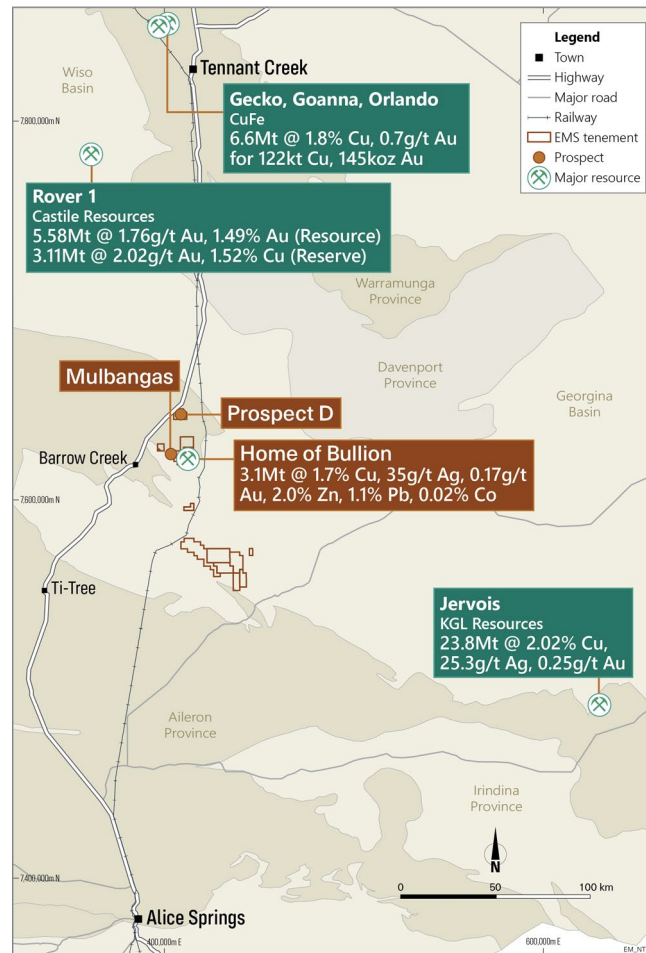 Legend
Town
Highway
Major road
Railway
EMS tenement
Prospect
Major resource
Wiso
Basin
Tennant Creek
7,800,000m N
Gecko, Goanna, Orlando
CuFe
6.6Mt @ 1.8% Cu, 0.7g/t Au
for 122kt Cu, 145koz Au
Rover 1
Castile Resources
5.58Mt @ 1.76g/t Au, 1.49% Au (Resource)
3.11Mt @ 2.02g/t Au, 1.52% Cu (Reserve)
Warramunga
Province
Davenport
Province
Georgina
Basin
Mulbangas
Prospect D
Barrow Creek
Home of Bullion
3.1Mt @ 1.7% Cu, 35g/t Ag, 0.17g/t
Au, 2.0% Zn, 1.1% Pb, 0.02% Co
7,600,000m N
Ti-Tree
Jervois
KGL Resources
23.8Mt @ 2.02% Cu,
25.3g/t Ag, 0.25g/t Au
Aileron
Province
Irindina
Province
N
0 50 100 km
7,400,000m N
Alice Springs
400,000m E
600,000m E
EM_NT